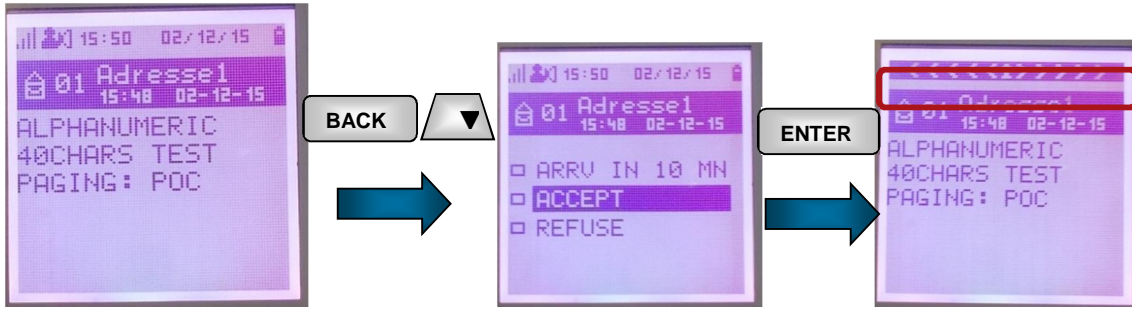 15:50 02/12/15
01 Adresse1
15:48 02-12-15
ALPHANUMERIC
40CHARS TEST
PAGING: POC
BACK
▼
15:50 02/12/15
01 Adresse1
15:48 02-12-15
ARRV IN 10 MN
ACCEPT
REFUSE
ENTER
01 Adresse1
15:48 02-12-15
ALPHANUMERIC
40CHARS TEST
PAGING: POC